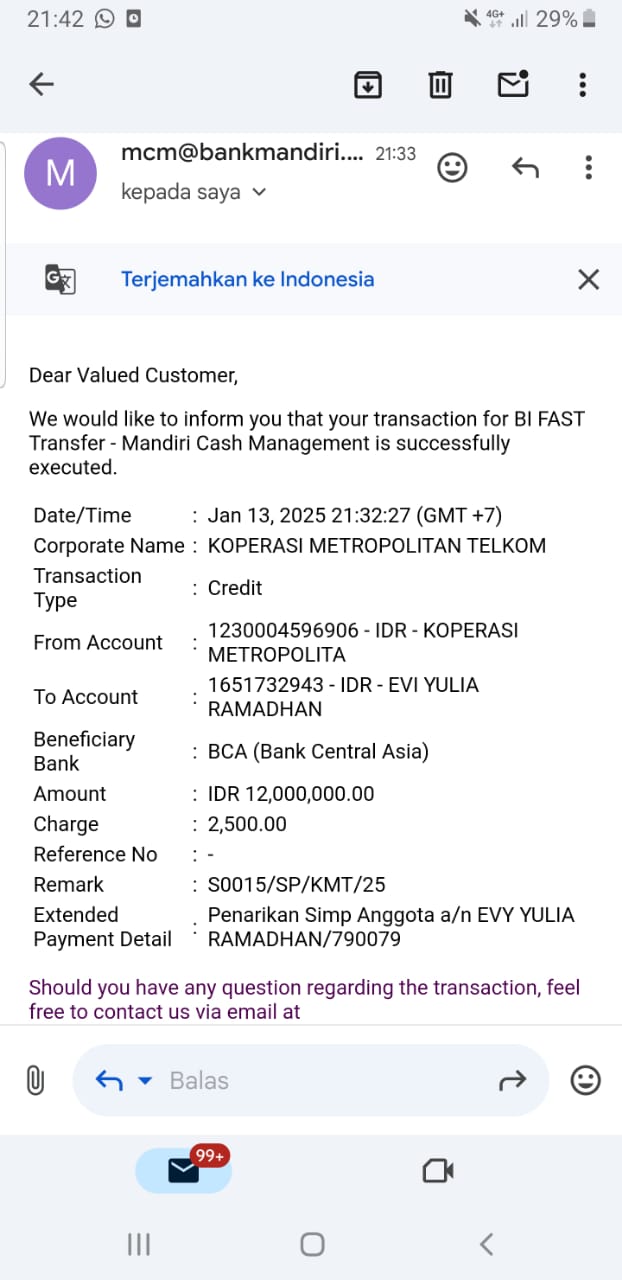 21:42
4G+ 29%
M
mcm@bankmandiri.... 21:33
kepada saya
G
Terjemahkan ke Indonesia
Dear Valued Customer,
We would like to inform you that your transaction for BI FAST
Transfer - Mandiri Cash Management is successfully
executed.
Date/Time : Jan 13, 2025 21:32:27 (GMT +7)
Corporate Name : KOPERASI METROPOLITAN TELKOM
Transaction
Type : Credit
From Account : 1230004596906 - IDR - KOPERASI
METROPOLITA
To Account : 1651732943 - IDR - EVI YULIA
RAMADHAN
Beneficiary
Bank : BCA (Bank Central Asia)
Amount : IDR 12,000,000.00
Charge : 2,500.00
Reference No : -
Remark : S0015/SP/KMT/25
Extended
Payment Detail : Penarikan Simp Anggota a/n EVY YULIA
RAMADHAN/790079
Should you have any question regarding the transaction, feel
free to contact us via email at
Balas
99+